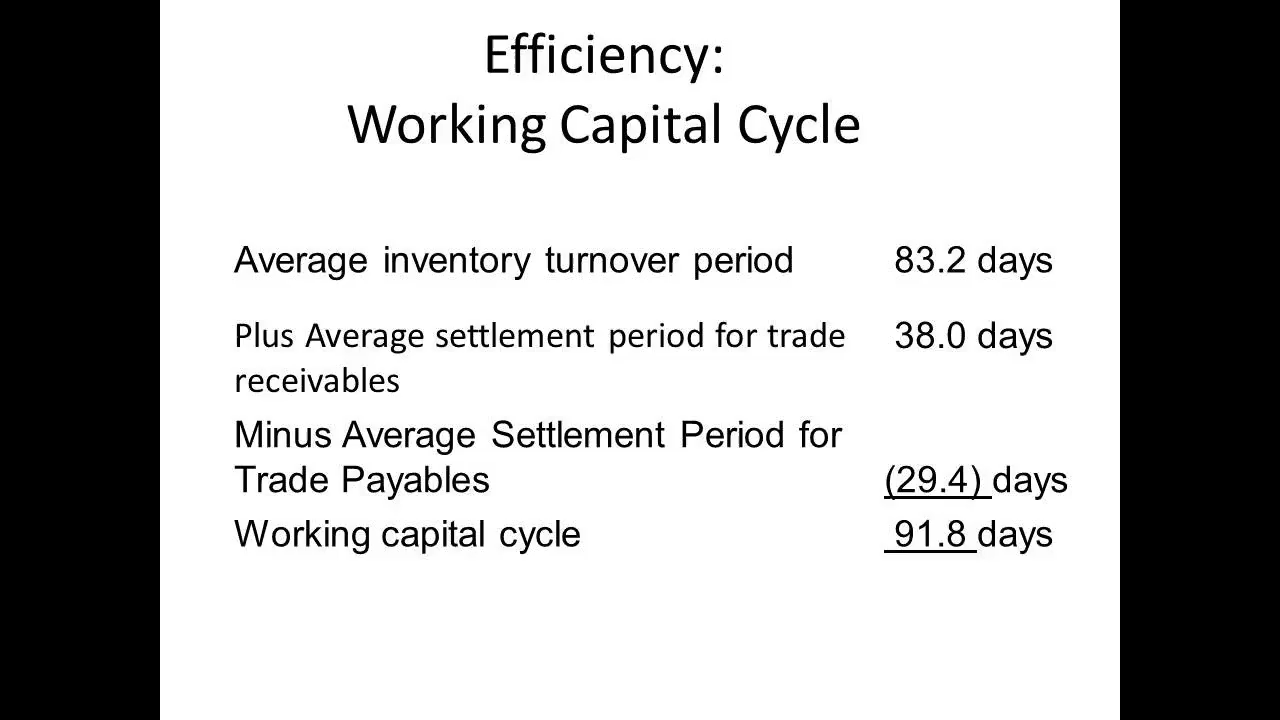 Efficiency:
Working Capital Cycle
Average inventory turnover period 83.2 days
Plus Average settlement period for trade 38.0 days
receivables
Minus Average Settlement Period for
Trade Payables (29.4) days
Working capital cycle 91.8 days